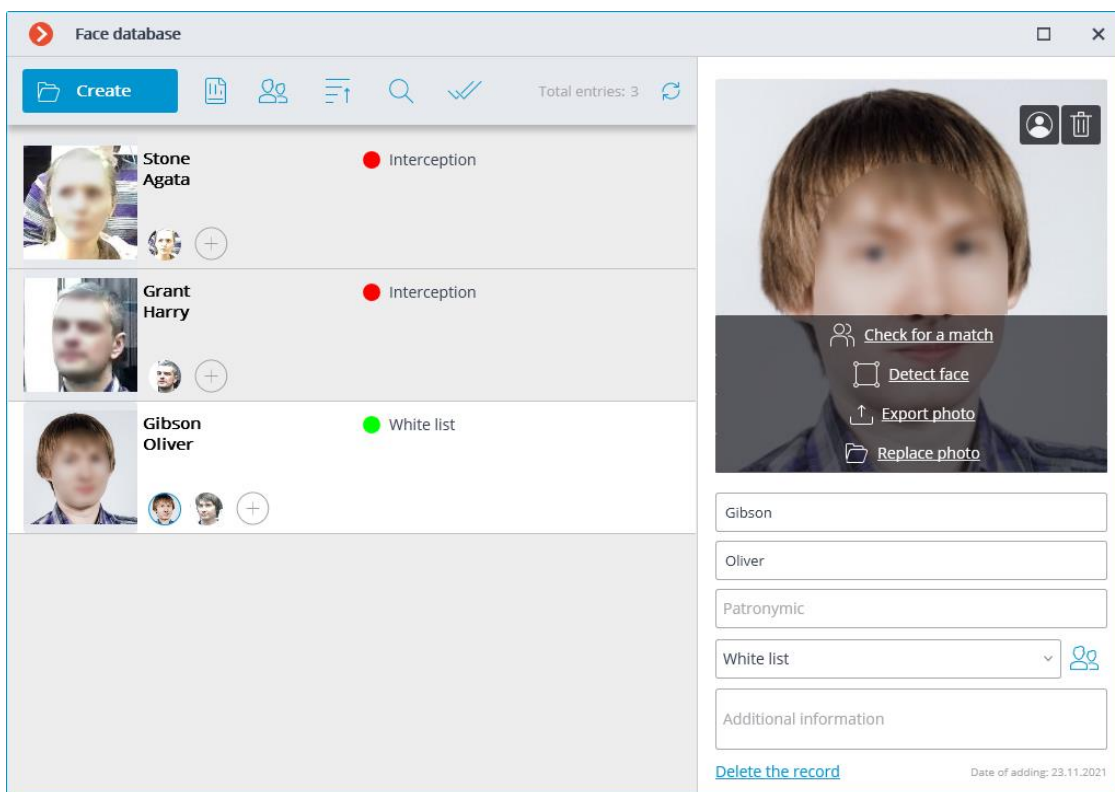 Face database
Create
Total entries: 3
Stone
Agata
Interception
Grant
Harry
Interception
Gibson
Oliver
White list
Check for a match
Detect face
Export photo
Replace photo
Gibson
Oliver
Patronymic
White list
Additional information
Delete the record
Date of adding: 23.11.2021